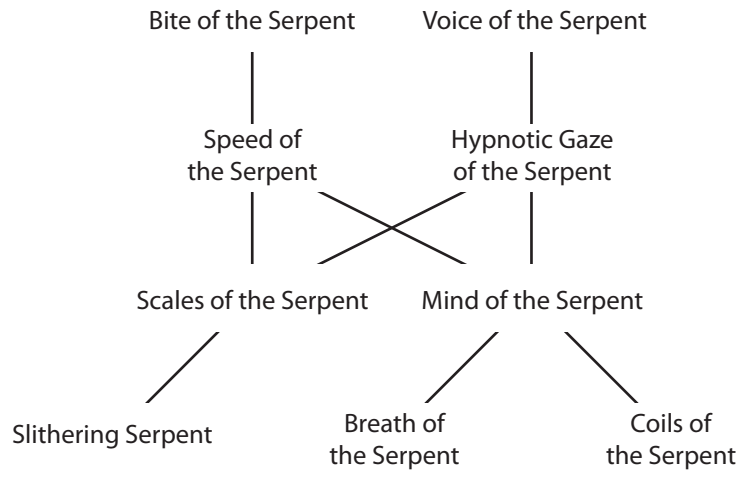 Bite of the Serpent
Voice of the Serpent
Speed of
the Serpent
Hypnotic Gaze
of the Serpent
Scales of the Serpent
Mind of the Serpent
Slithering Serpent
Breath of
the Serpent
Coils of
the Serpent